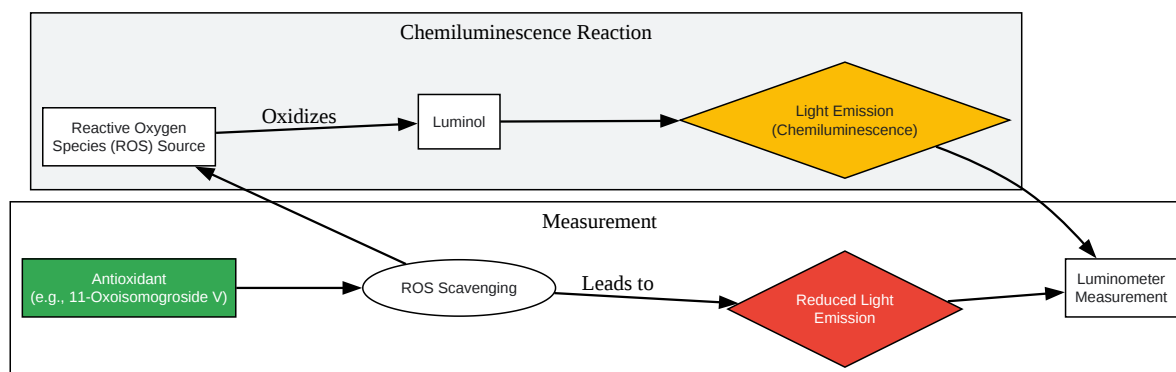 Chemiluminescence Reaction
Reactive Oxygen
Species (ROS) Source
Oxidizes
Luminol
Light Emission
(Chemiluminescence)
Measurement
Antioxidant
(e.g., 11-Oxoisomogroside V)
ROS Scavenging
Leads to
Reduced Light
Emission
Luminometer
Measurement